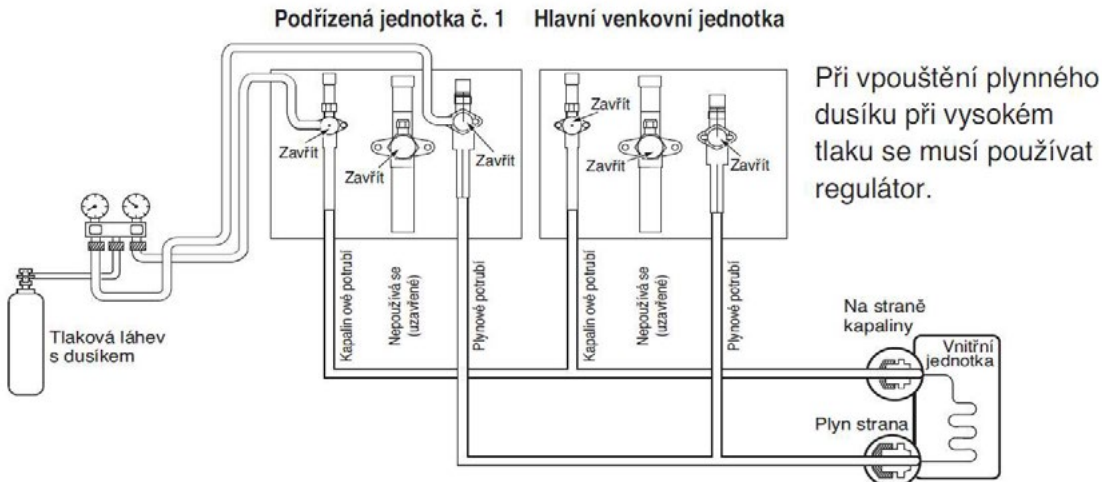 Podřízená jednotka č. 1 Hlavní venkovní jednotka
Při vpouštění plynného
dusíku při vysokém
tlaku se musí používat
regulátor.
Zavřít
Zavřít
Zavřít
Zavřít
Zavřít
Zavřít
Kapalin ové potrubí
Nepoužívá se
(uzavřené)
Plynové potrubí
Kapalin ové potrubí
Nepoužívá se
(uzavřené)
Plynové potrubí
Tlaková láhev
s dusíkem
Na straně
kapaliny
Vnitřní
jednotka
Plyn strana